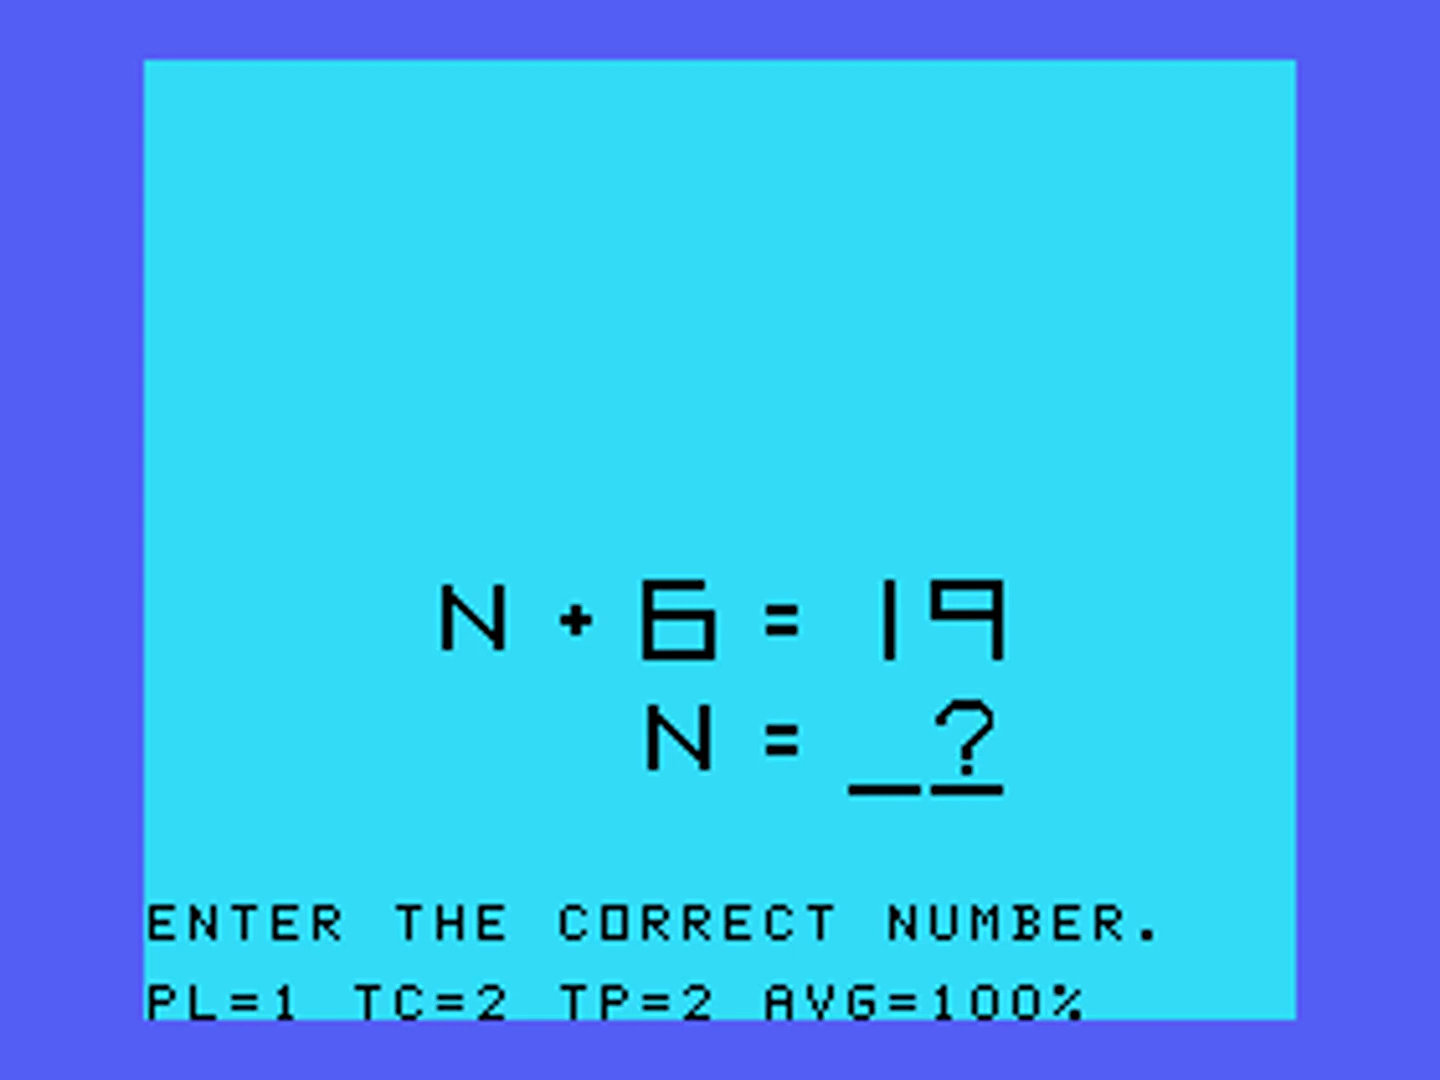 N + 6 = 19
N = _?
ENTER THE CORRECT NUMBER.
PL=1 TC=2 TP=2 AVG=100%